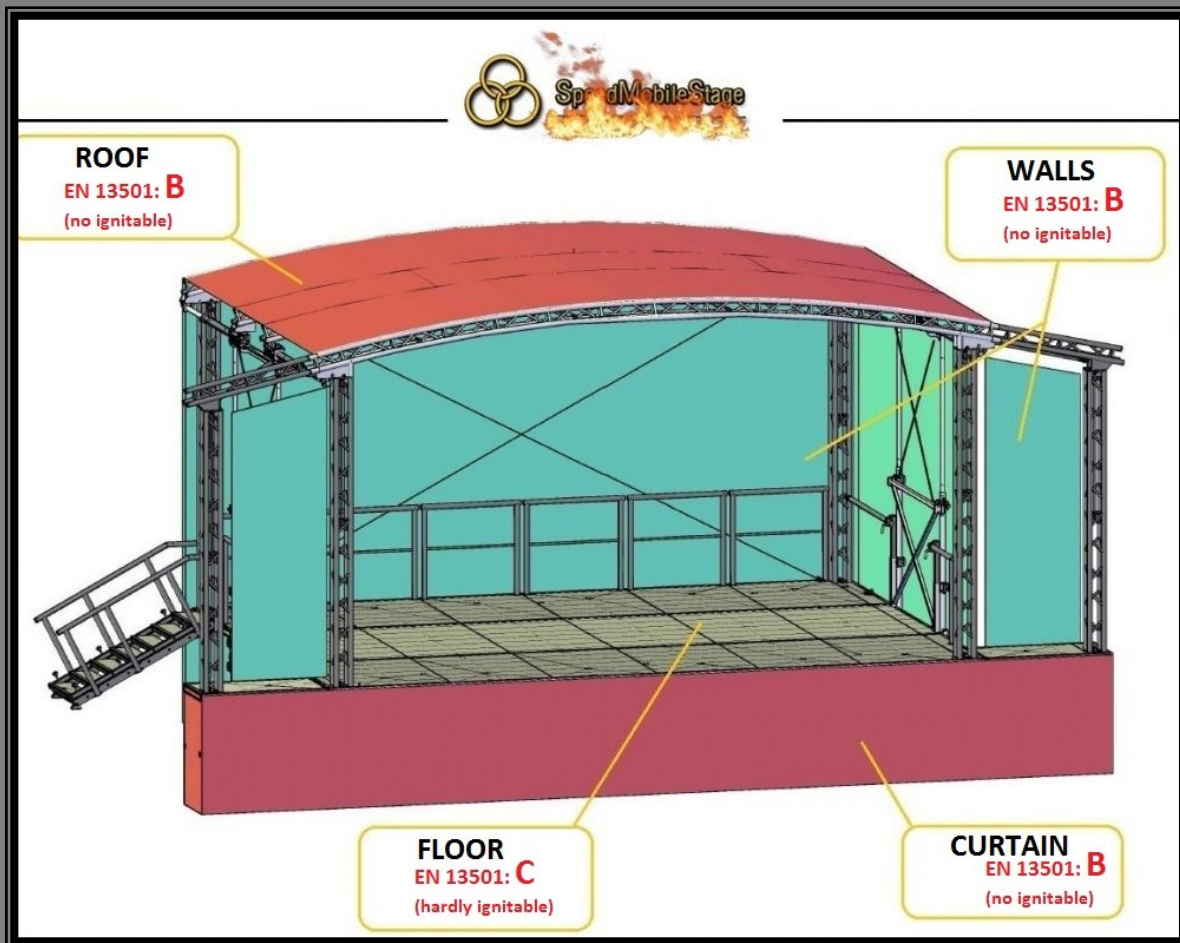 SpeedMobileStage
ROOF
EN 13501: B
(no ignitable)
WALLS
EN 13501: B
(no ignitable)
FLOOR
EN 13501: C
(hardly ignitable)
CURTAIN
EN 13501: B
(no ignitable)